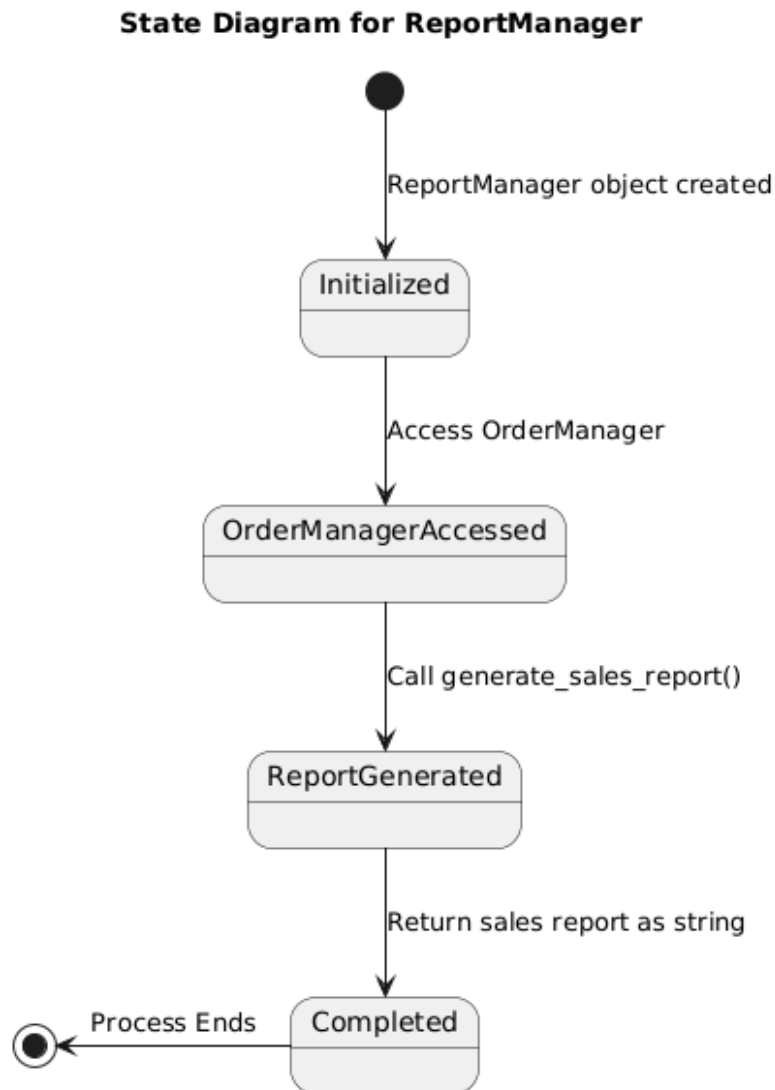 State Diagram for ReportManager
ReportManager object created
Initialized
Access OrderManager
OrderManagerAccessed
Call generate_sales_report()
ReportGenerated
Return sales report as string
Process Ends
Completed